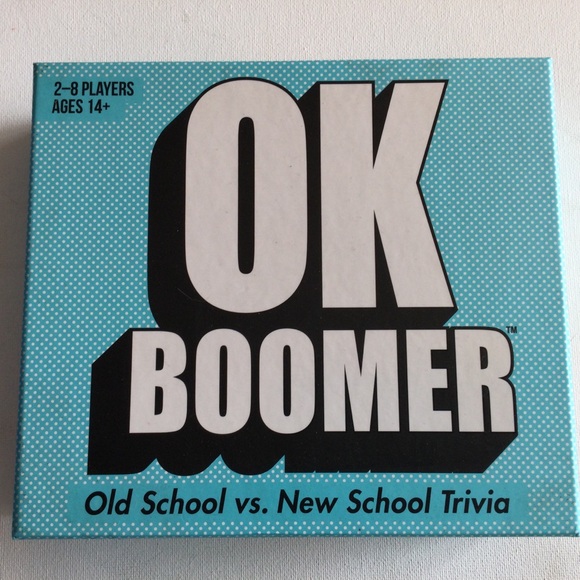 2–8 PLAYERS
AGES 14+
OK
BOOMER™
Old School vs. New School Trivia